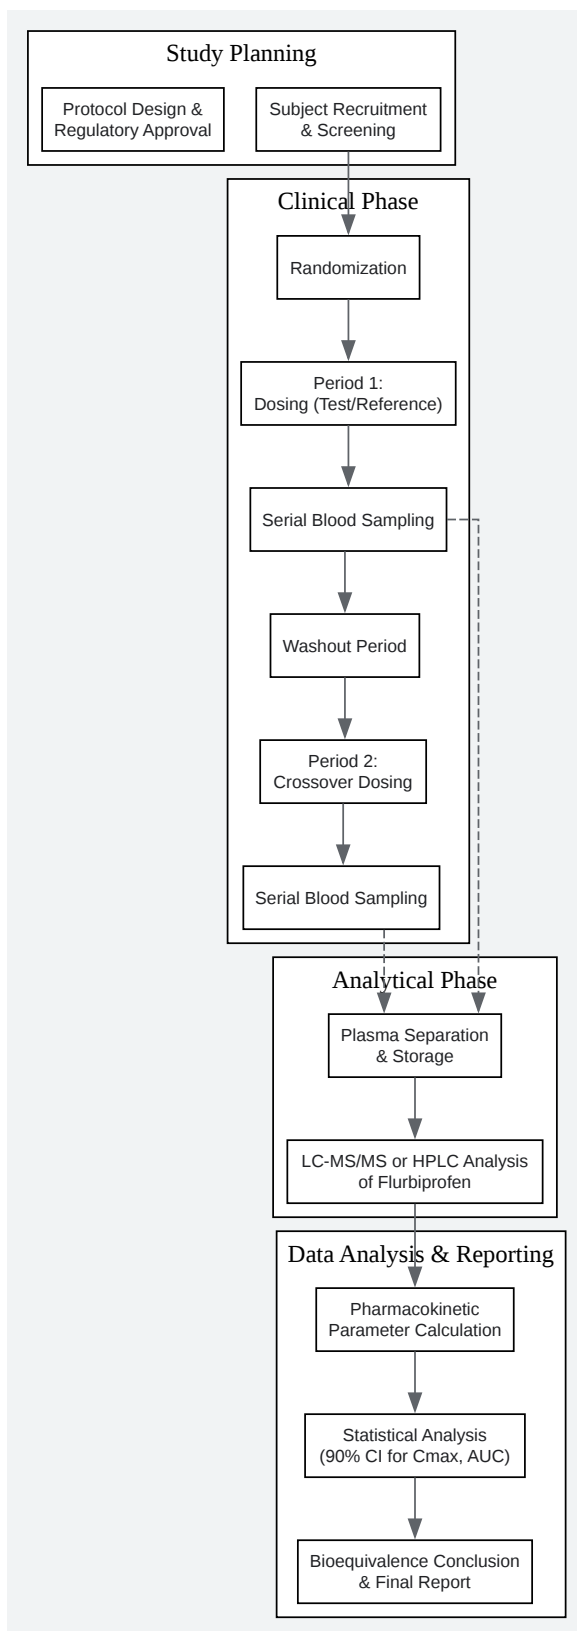 Study Planning
Protocol Design &
Regulatory Approval
Subject Recruitment
& Screening
Clinical Phase
Randomization
Period 1:
Dosing (Test/Reference)
Serial Blood Sampling
Washout Period
Period 2:
Crossover Dosing
Serial Blood Sampling
Analytical Phase
Plasma Separation
& Storage
LC-MS/MS or HPLC Analysis
of Flurbiprofen
Data Analysis & Reporting
Pharmacokinetic
Parameter Calculation
Statistical Analysis
(90% CI for Cmax, AUC)
Bioequivalence Conclusion
& Final Report